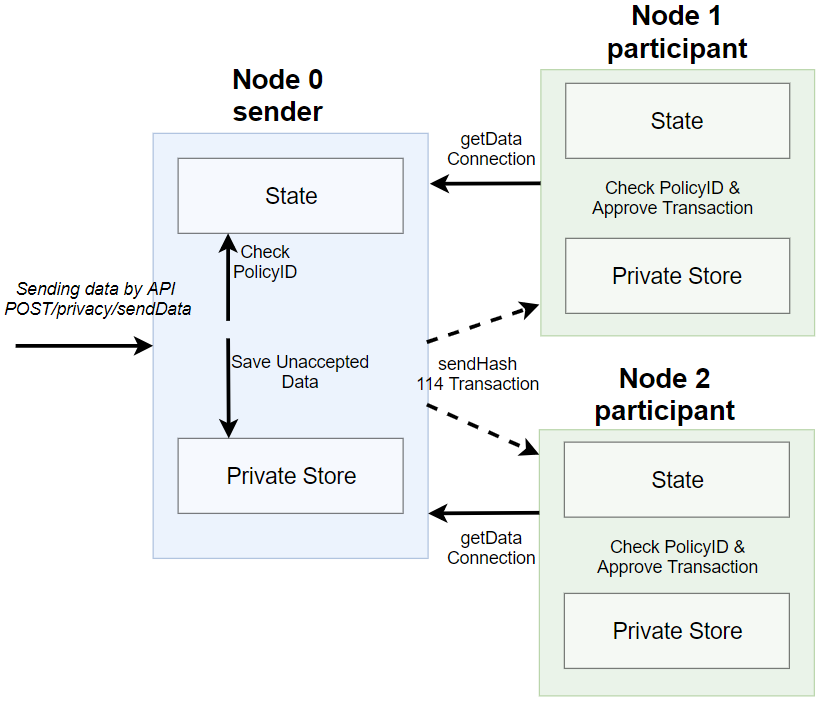 Node 0
sender
State
Check
PolicyID
Sending data by API
POST/privacy/sendData
Save Unaccepted
Data
Private Store
getData
Connection
sendHash
114 Transaction
getData
Connection
Node 1
participant
State
Check PolicyID &
Approve Transaction
Private Store
Node 2
participant
State
Check PolicyID &
Approve Transaction
Private Store